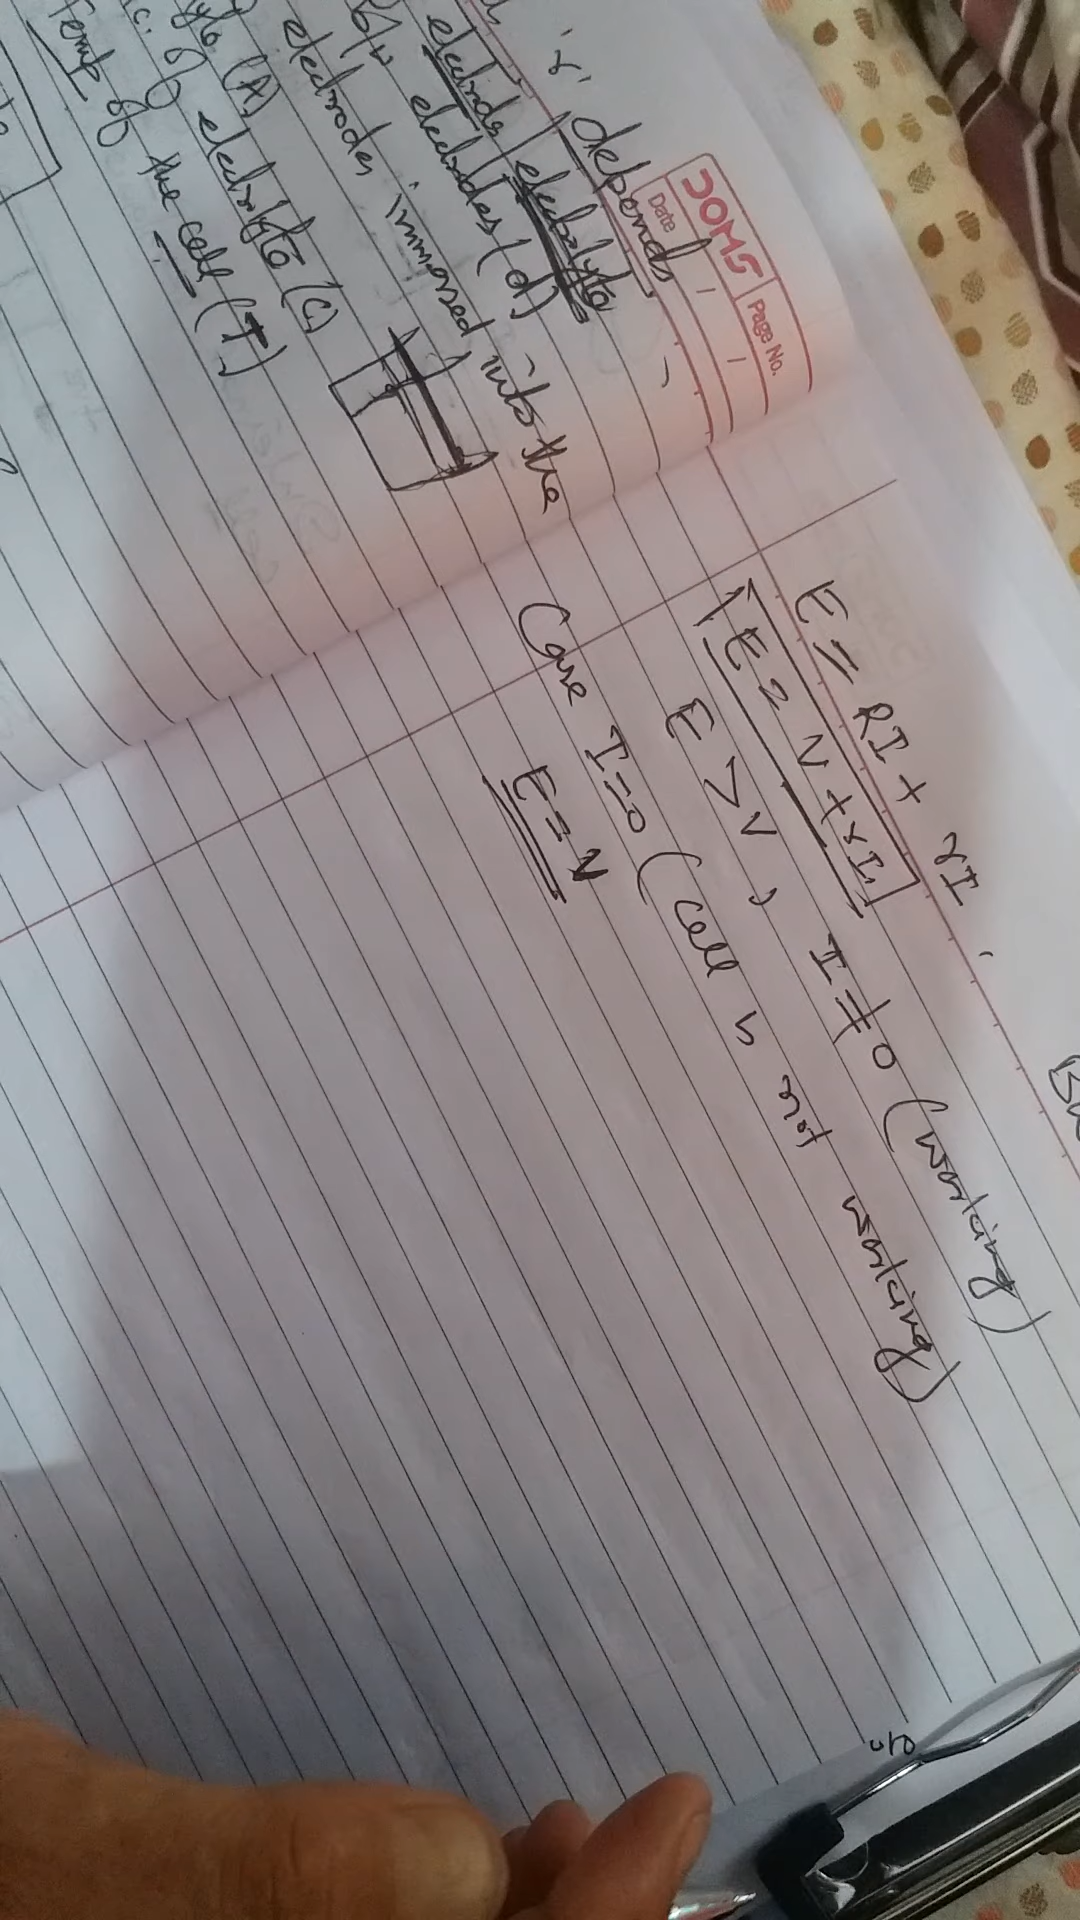 'r' depends
DOMS
Date / / Page No.
electrode / electrolyte
B/w electrodes (d)
electrodes immersed into the
(A)
of electrolyte (C)
Temp of the cell (T)
E = RI + rI
E = V + rI
E > V, I ≠ 0 (working)
Case I=0 (cell is not working)
E = V